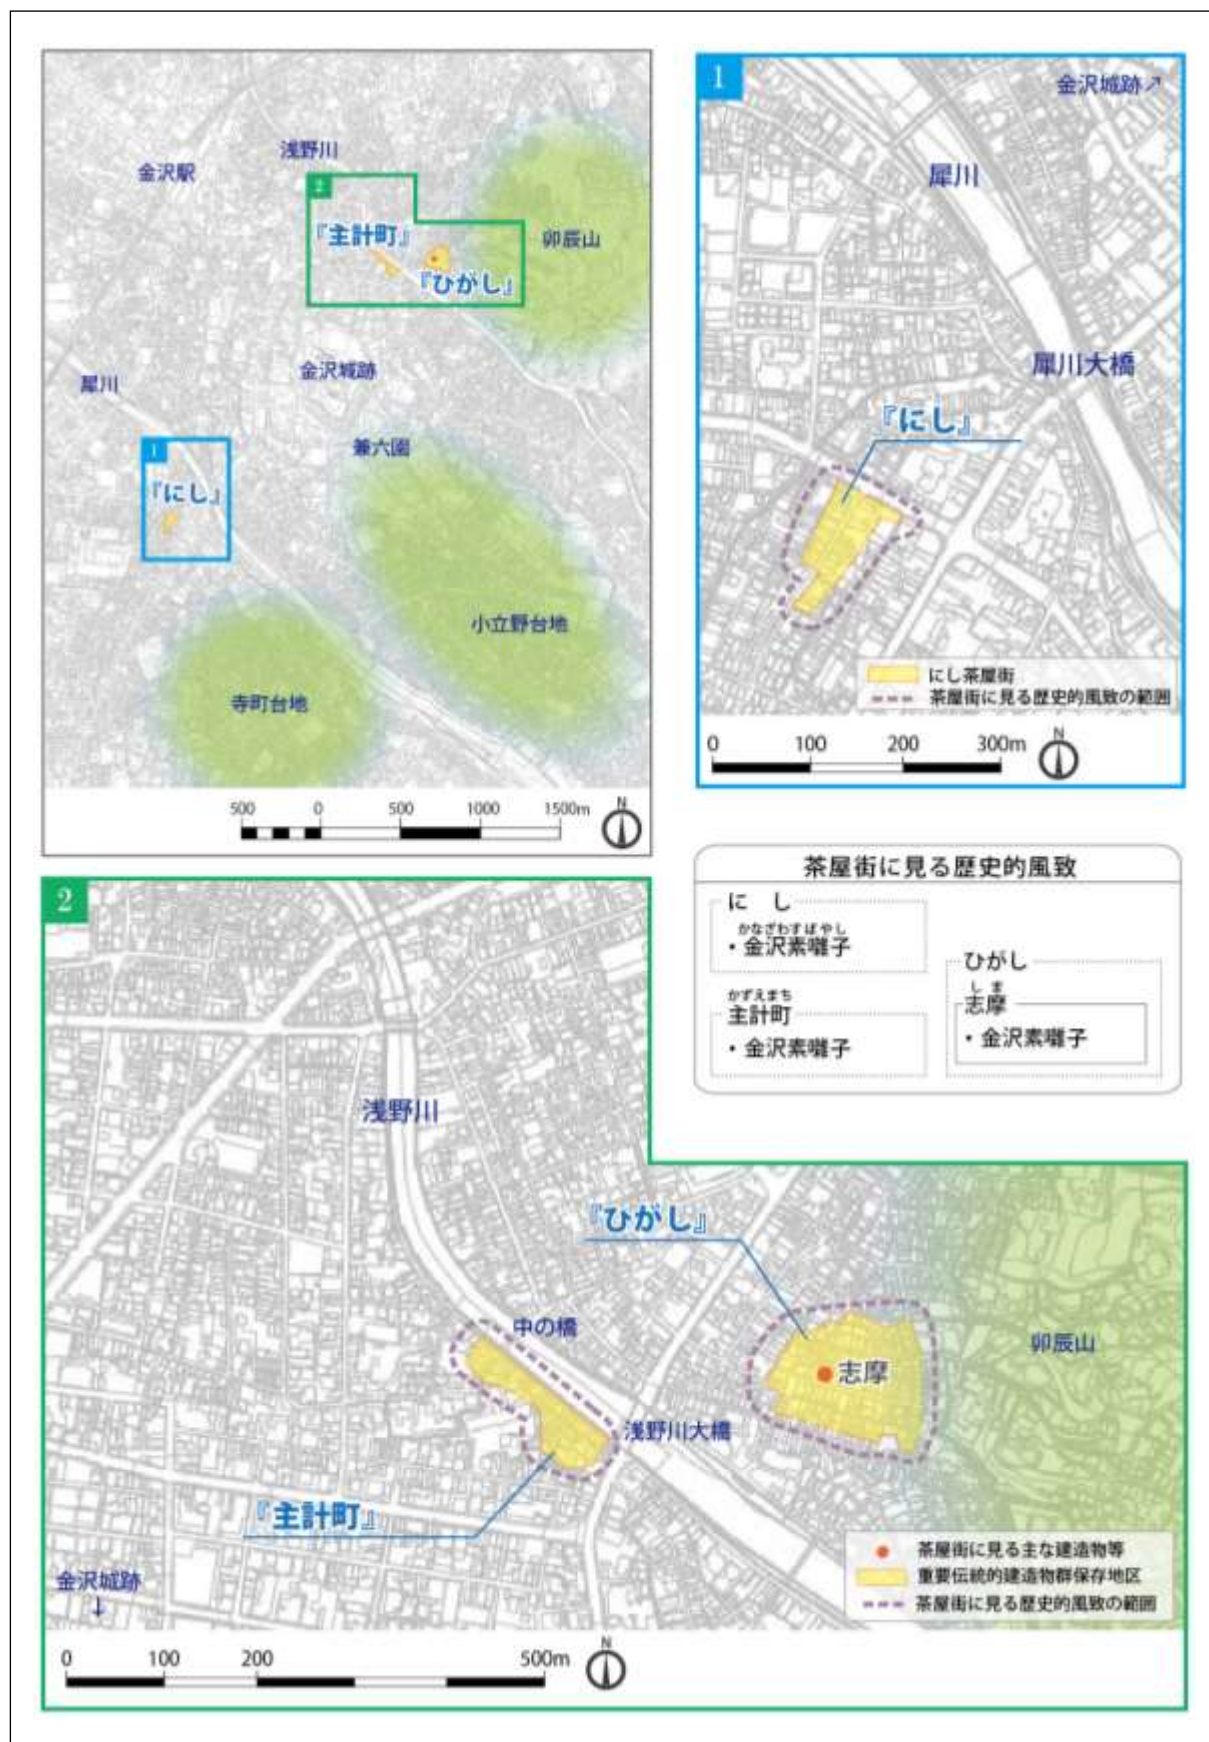 浅野川
金沢駅
2
『主計町』
卯辰山
『ひがし』
金沢城跡
犀川
兼六園
1
『にし』
小立野台地
寺町台地
500 0 500 1000 1500m
N
1
金沢城跡↗
犀川
犀川大橋
『にし』
にし茶屋街
茶屋街に見る歴史的風致の範囲
0 100 200 300m
N
茶屋街に見る歴史的風致
にし
かなざわすばやし
・金沢素囃子
かずえまち
主計町
・金沢素囃子
ひがし
しま
志摩
・金沢素囃子
2
浅野川
『ひがし』
中の橋
卯辰山
志摩
浅野川大橋
『主計町』
茶屋街に見る主な建造物等
重要伝統的建造物群保存地区
茶屋街に見る歴史的風致の範囲
金沢城跡
↓
0 100 200 500m
N